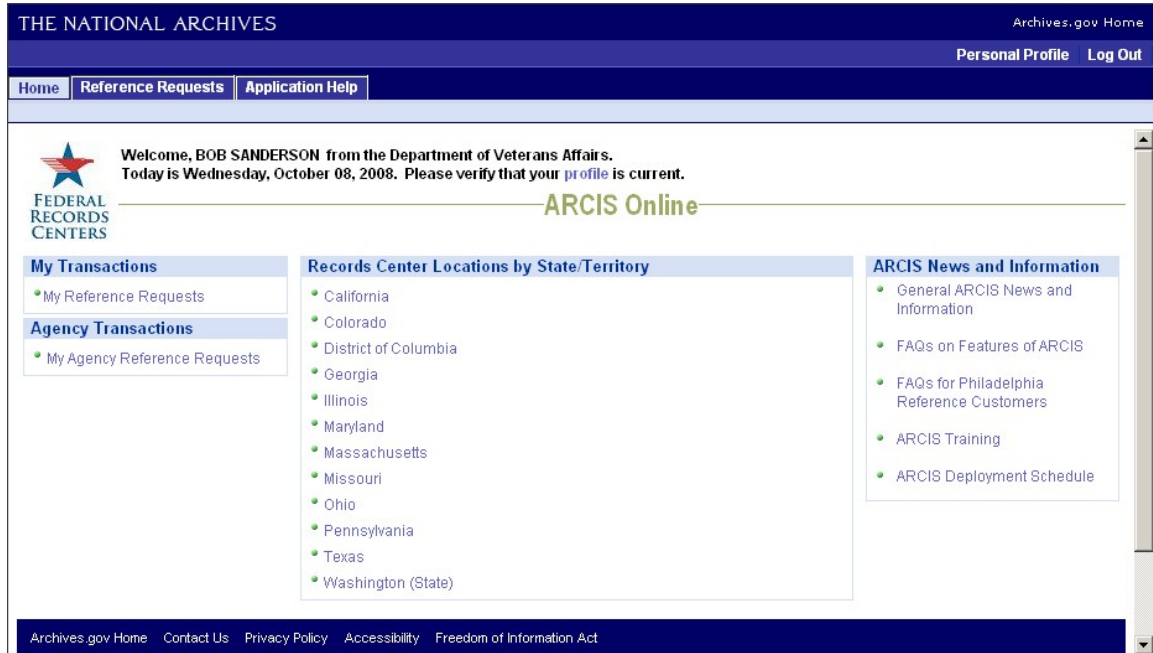 THE NATIONAL ARCHIVES
Archives.gov Home
Personal Profile Log Out
Home Reference Requests Application Help
Welcome, BOB SANDERSON from the Department of Veterans Affairs.
Today is Wednesday, October 08, 2008. Please verify that your profile is current.
FEDERAL
RECORDS
CENTERS
ARCIS Online
My Transactions
My Reference Requests
Agency Transactions
My Agency Reference Requests
Records Center Locations by State/Territory
California
Colorado
District of Columbia
Georgia
Illinois
Maryland
Massachusetts
Missouri
Ohio
Pennsylvania
Texas
Washington (State)
ARCIS News and Information
General ARCIS News and
Information
FAQs on Features of ARCIS
FAQs for Philadelphia
Reference Customers
ARCIS Training
ARCIS Deployment Schedule
Archives.gov Home Contact Us Privacy Policy Accessibility Freedom of Information Act